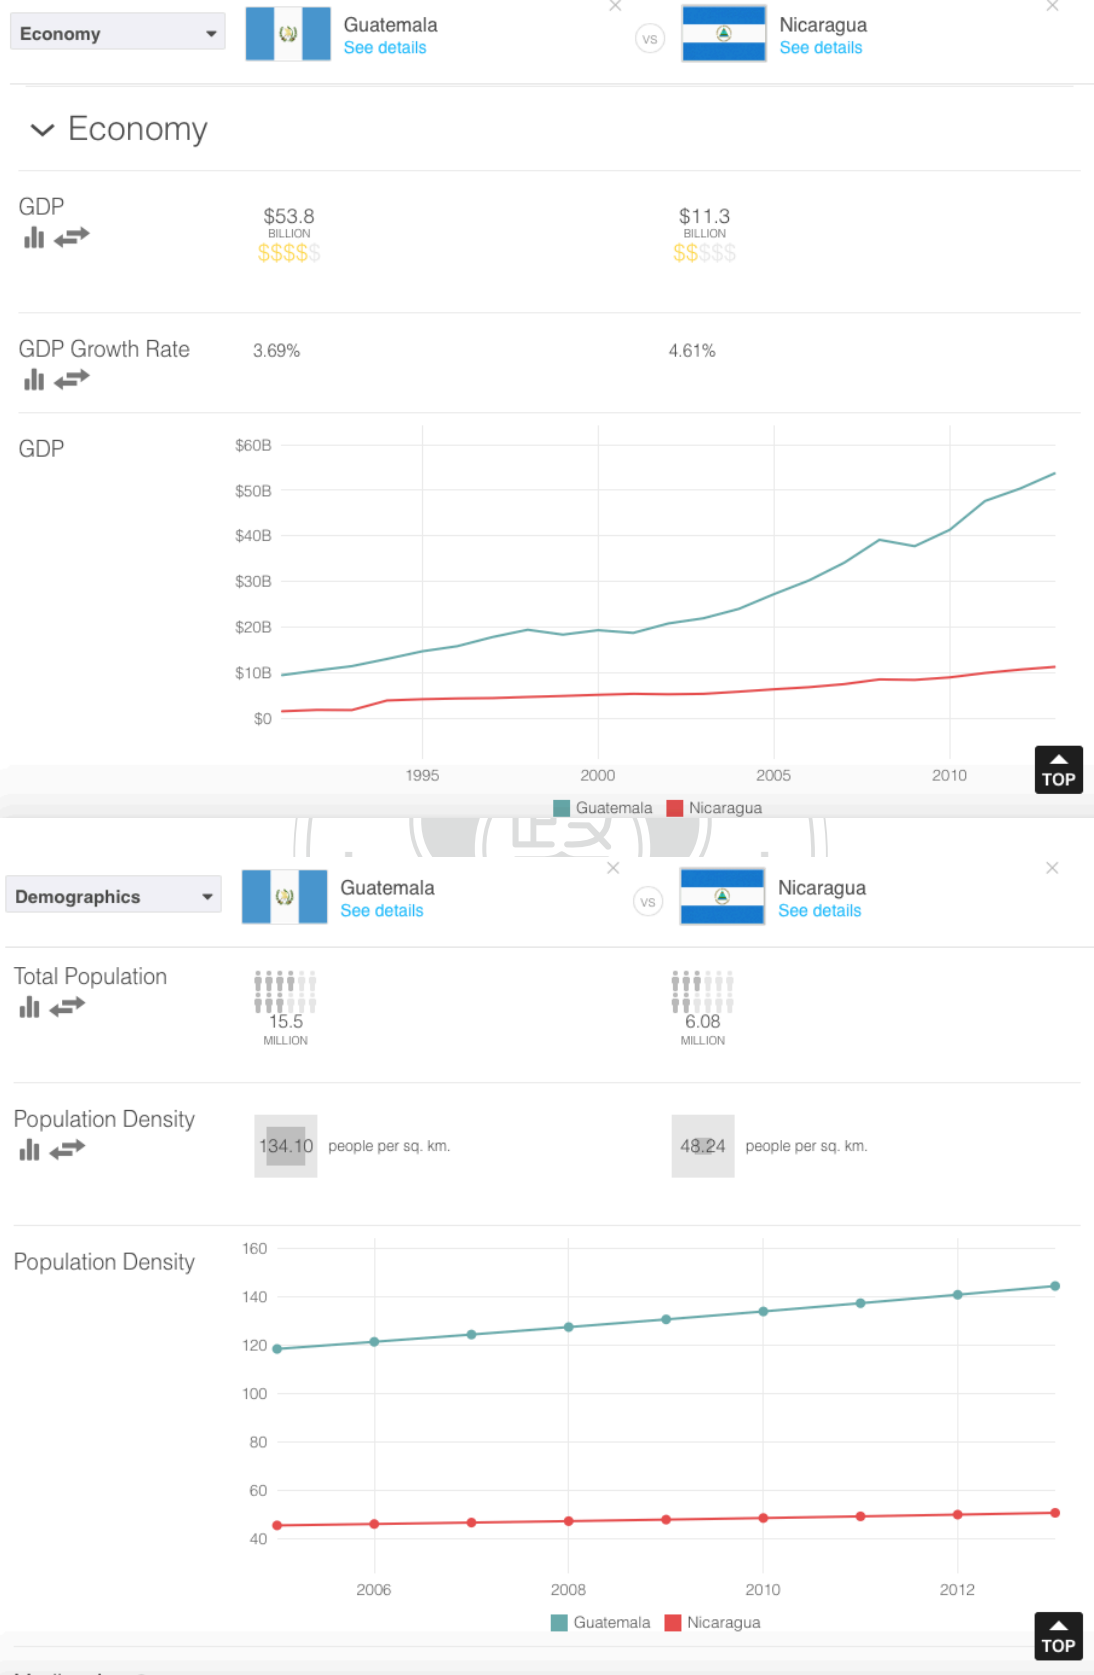 Economy
Guatemala
See details
vs
Nicaragua
See details
Economy
GDP
$53.8
BILLION
$$$$$
$11.3
BILLION
$$$$$
GDP Growth Rate
3.69%
4.61%
GDP
$60B
$50B
$40B
$30B
$20B
$10B
$0
1995
2000
2005
2010
TOP
Guatemala
Nicaragua
Demographics
Guatemala
See details
vs
Nicaragua
See details
Total Population
15.5
MILLION
6.08
MILLION
Population Density
134.10 people per sq. km.
48.24 people per sq. km.
Population Density
160
140
120
100
80
60
40
2006
2008
2010
2012
Guatemala
Nicaragua
TOP